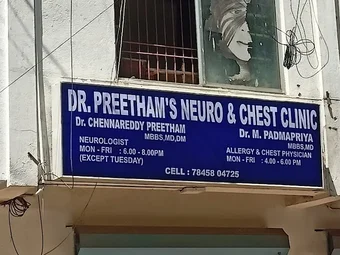 DR. PREETHAM'S NEURO & CHEST CLINIC
Dr. CHENNAREDDY PREETHAM
MBBS,MD,DM
NEUROLOGIST
MON - FRI : 6.00 - 8.00PM
(EXCEPT TUESDAY)
Dr. M. PADMAPRIYA
MBBS,MD
ALLERGY & CHEST PHYSICIAN
MON - FRI : 4.00 - 6.00 PM
CELL : 78458 04725